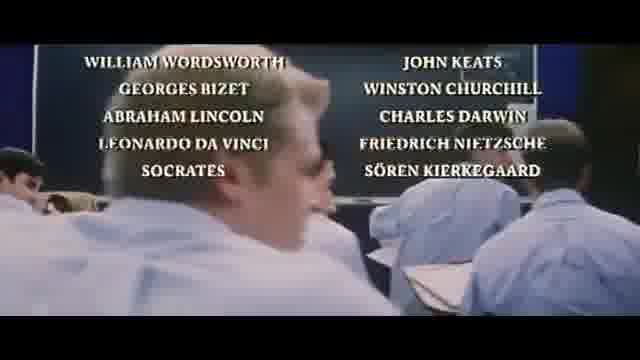 WILLIAM WORDSWORTH
GEORGES BIZET
ABRAHAM LINCOLN
LEONARDO DA VINCI
SOCRATES
JOHN KEATS
WINSTON CHURCHILL
CHARLES DARWIN
FRIEDRICH NIETZSCHE
SÖREN KIERKEGAARD